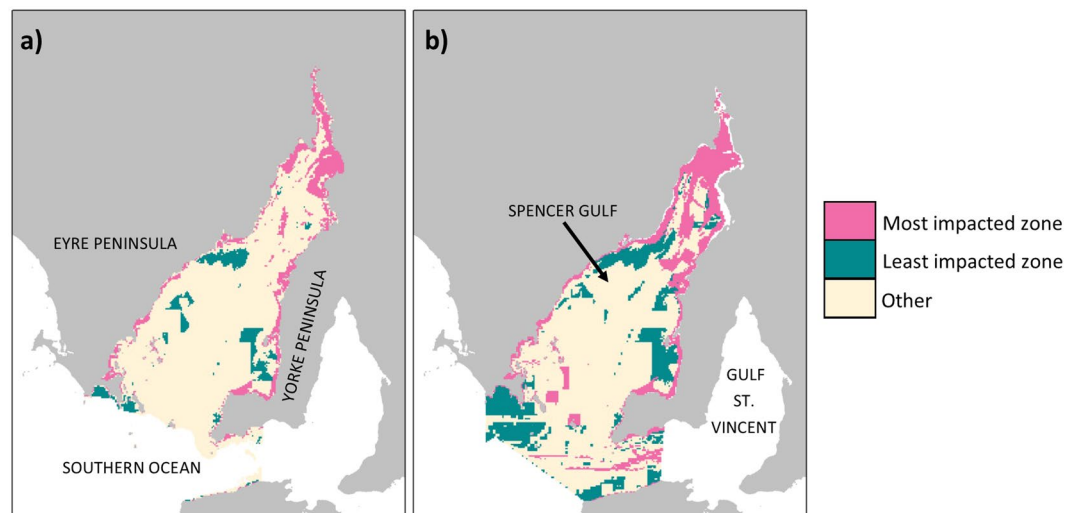 a)
EYRE PENINSULA
YORKE PENINSULA
SOUTHERN OCEAN
b)
SPENCER GULF
GULF
ST.
VINCENT
Most impacted zone
Least impacted zone
Other